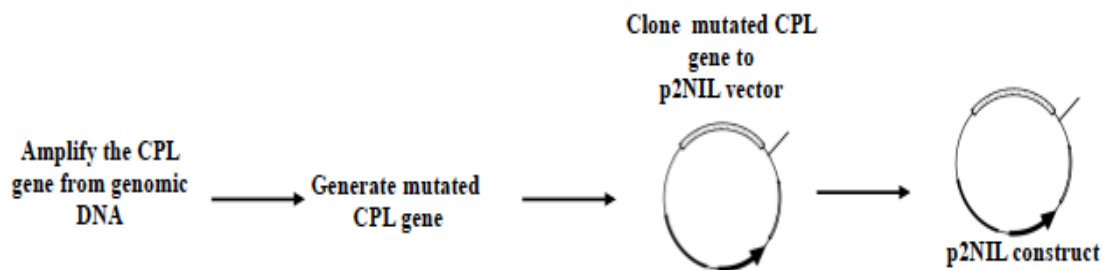 Amplify the CPL
gene from genomic
DNA
Generate mutated
CPL gene
Clone mutated CPL
gene to
p2NIL vector
p2NIL construct